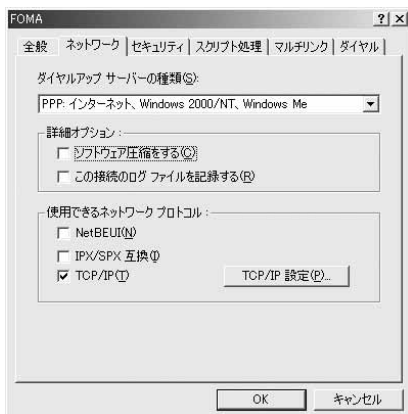 FOMA
全般 ネットワーク セキュリティ スクリプト処理 マルチリンク ダイヤル
ダイヤルアップ サーバーの種類(S):
PPP: インターネット、Windows 2000/NT、Windows Me
詳細オプション :
ソフトウェア圧縮をする(C)
この接続のログ ファイルを記録する(R)
使用できるネットワーク プロトコル :
NetBEUI(N)
IPX/SPX 互換(I)
TCP/IP(T)
TCP/IP 設定(P)...
OK キャンセル